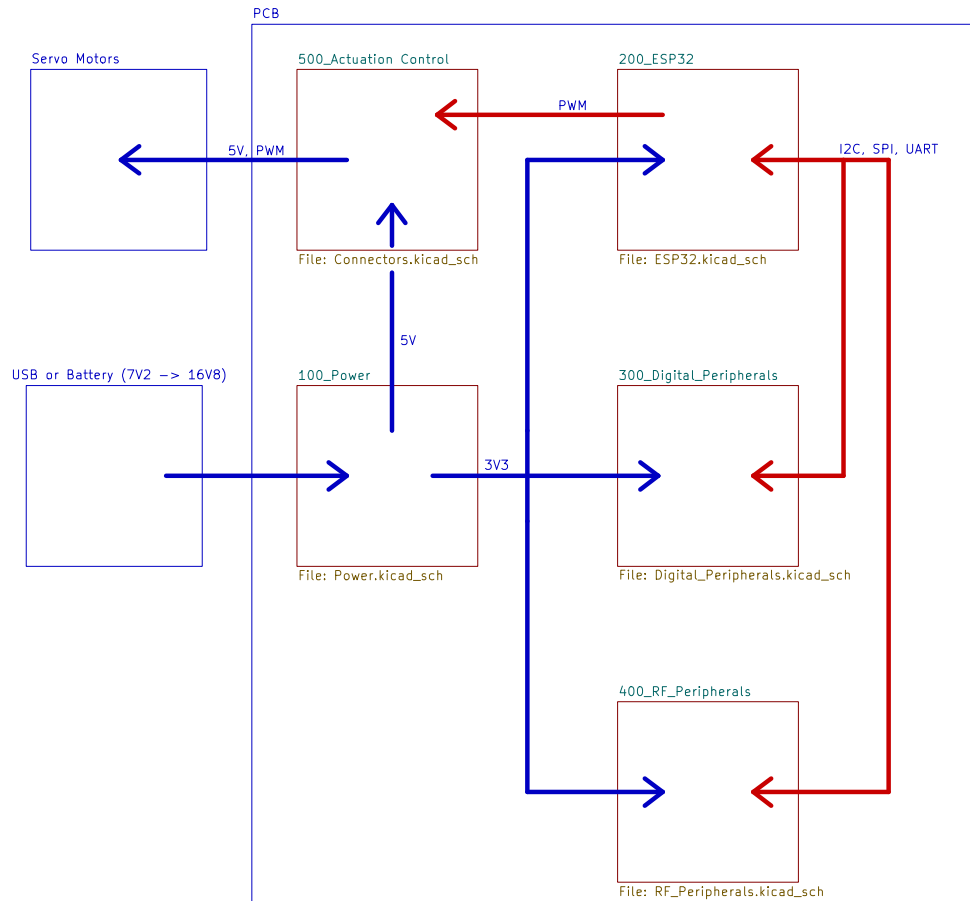 PCB
Servo Motors
500_Actuation Control
200_ESP32
PWM
5V, PWM
I2C, SPI, UART
File: Connectors.kicad_sch
File: ESP32.kicad_sch
5V
USB or Battery (7V2 -> 16V8)
100_Power
300_Digital_Peripherals
3V3
File: Power.kicad_sch
File: Digital_Peripherals.kicad_sch
400_RF_Peripherals
File: RF_Peripherals.kicad_sch